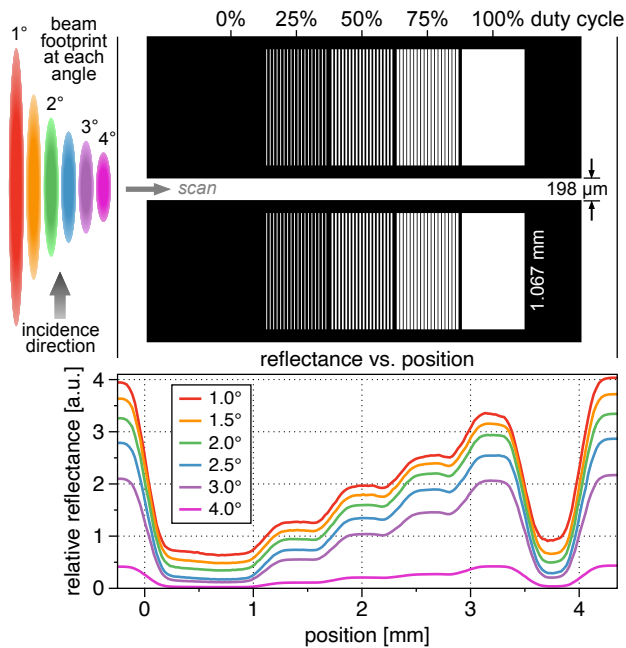 0% 25% 50% 75% 100% duty cycle
beam
footprint
at each
angle
1°
2°
3°
4°
scan
198 µm
1.067 mm
incidence
direction
reflectance vs. position
relative reflectance [a.u.]
4
3
2
1
0
1.0°
1.5°
2.0°
2.5°
3.0°
4.0°
0 1 2 3 4
position [mm]